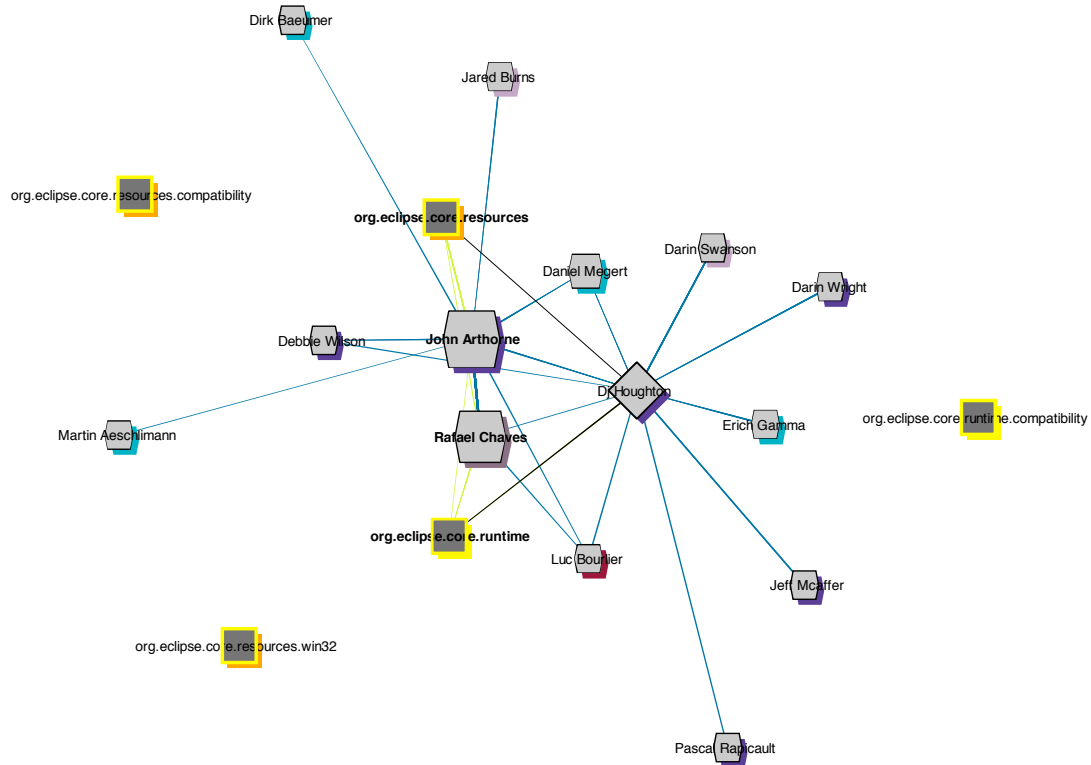 Dirk Baeumer
Jared Burns
org.eclipse.core.resources.compatibility
org.eclipse.core.resources
Darin Swanson
Daniel Megert
Darin Wright
Debbie Wilson
John Arthorne
DJ Houghton
org.eclipse.core.runtime.compatibility
Erich Gamma
Martin Aeschlimann
Rafael Chaves
org.eclipse.core.runtime
Luc Bourlier
Jeff Mcaffer
org.eclipse.core.resources.win32
Pascal Rapicault